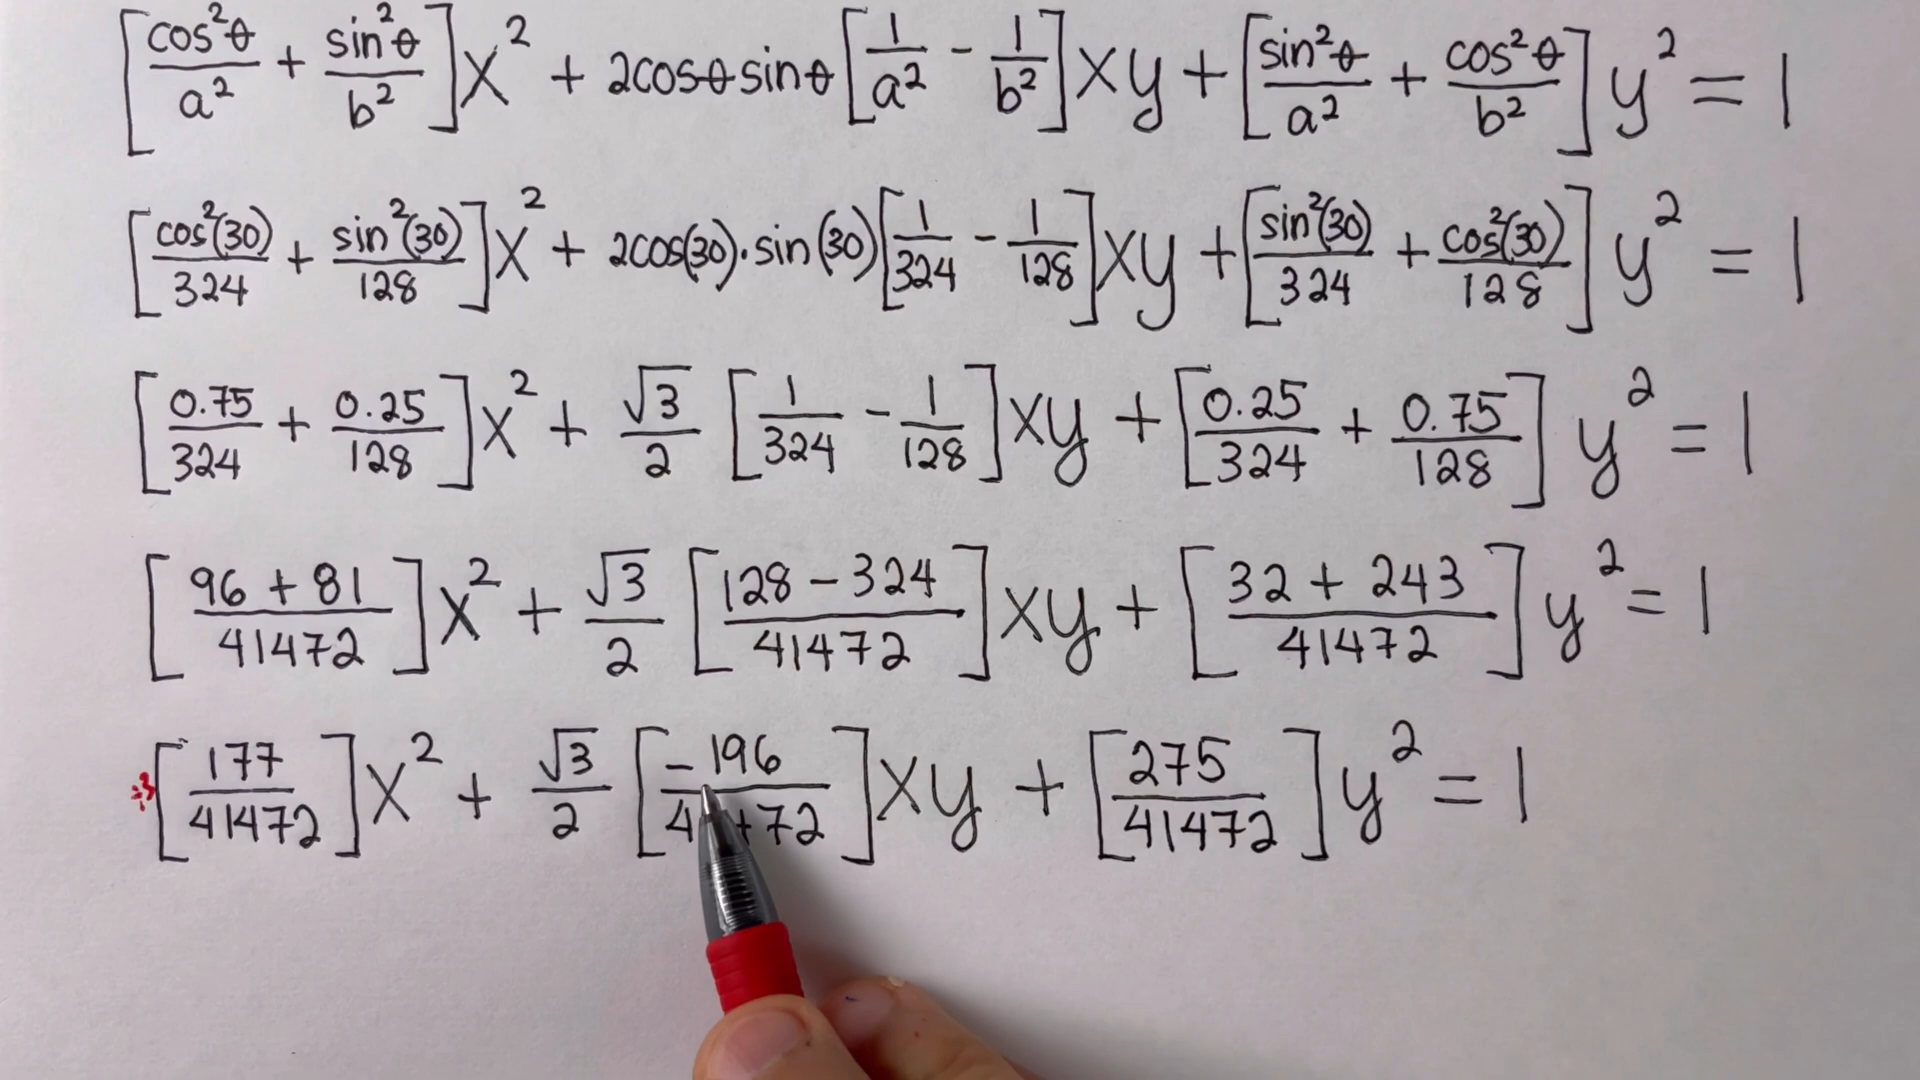 [cos²θ/a² + sin²θ/b²]x² + 2cosθsinθ[1/a² - 1/b²]xy + [sin²θ/a² + cos²θ/b²]y² = 1
[cos²(30)/324 + sin²(30)/128]x² + 2cos(30)·sin(30)[1/324 - 1/128]xy + [sin²(30)/324 + cos²(30)/128]y² = 1
[0.75/324 + 0.25/128]x² + √3/2 [1/324 - 1/128]xy + [0.25/324 + 0.75/128]y² = 1
[96 + 81/41472]x² + √3/2 [128 - 324/41472]xy + [32 + 243/41472]y² = 1
÷3 [177/41472]x² + √3/2 [-196/41472]xy + [275/41472]y² = 1